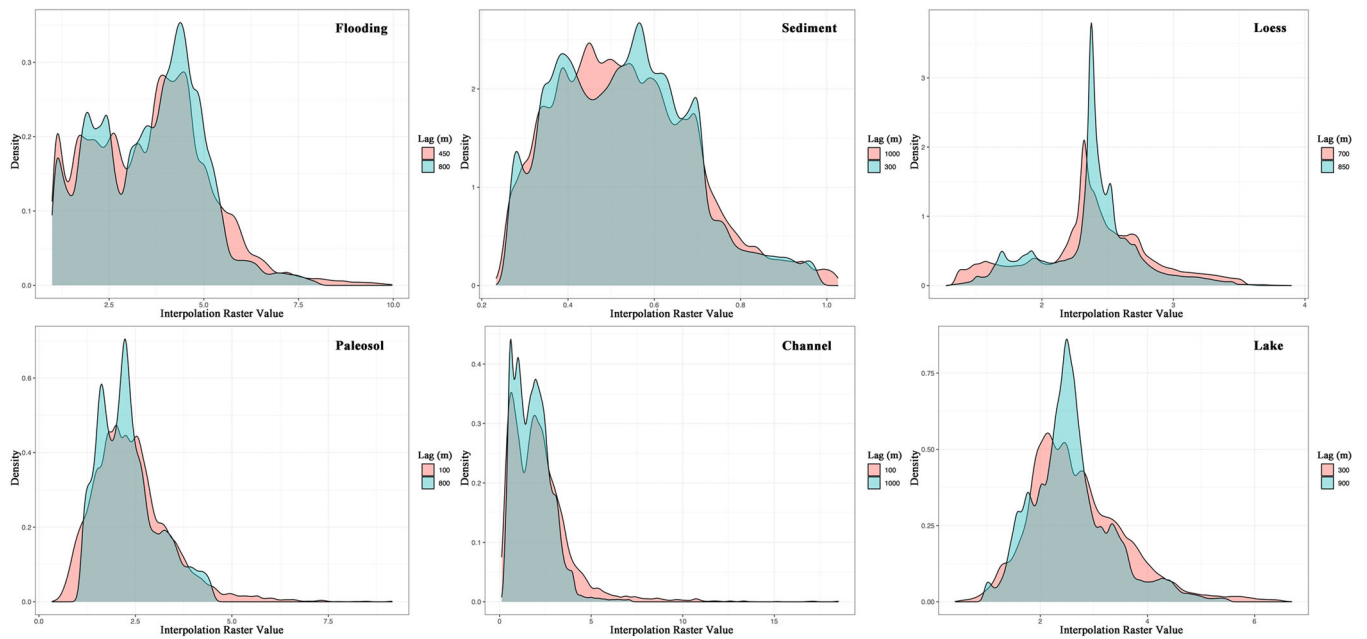 Flooding
0.3
0.2
0.1
0.0
Density
2.5 5.0 7.5 10.0
Interpolation Raster Value
Lag (m)
450
800
Sediment
2
1
0
Density
0.2 0.4 0.6 0.8 1.0
Interpolation Raster Value
Lag (m)
1000
300
Loess
3
2
1
0
Density
2 3 4
Interpolation Raster Value
Lag (m)
700
850
Paleosol
0.6
0.4
0.2
0.0
Density
0.0 2.5 5.0 7.5
Interpolation Raster Value
Lag (m)
100
800
Channel
0.4
0.3
0.2
0.1
0.0
Density
0 5 10 15
Interpolation Raster Value
Lag (m)
100
1000
Lake
0.75
0.50
0.25
0.00
Density
2 4 6
Interpolation Raster Value
Lag (m)
300
900